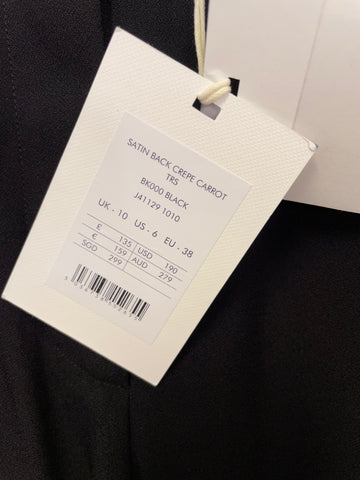 SATIN BACK CREPE CARROT
TRS
BK000 BLACK
J41129 1010
UK - 10 US - 6 EU - 38
£ 135 USD 190
€ 159 AUD 279
SGD 299